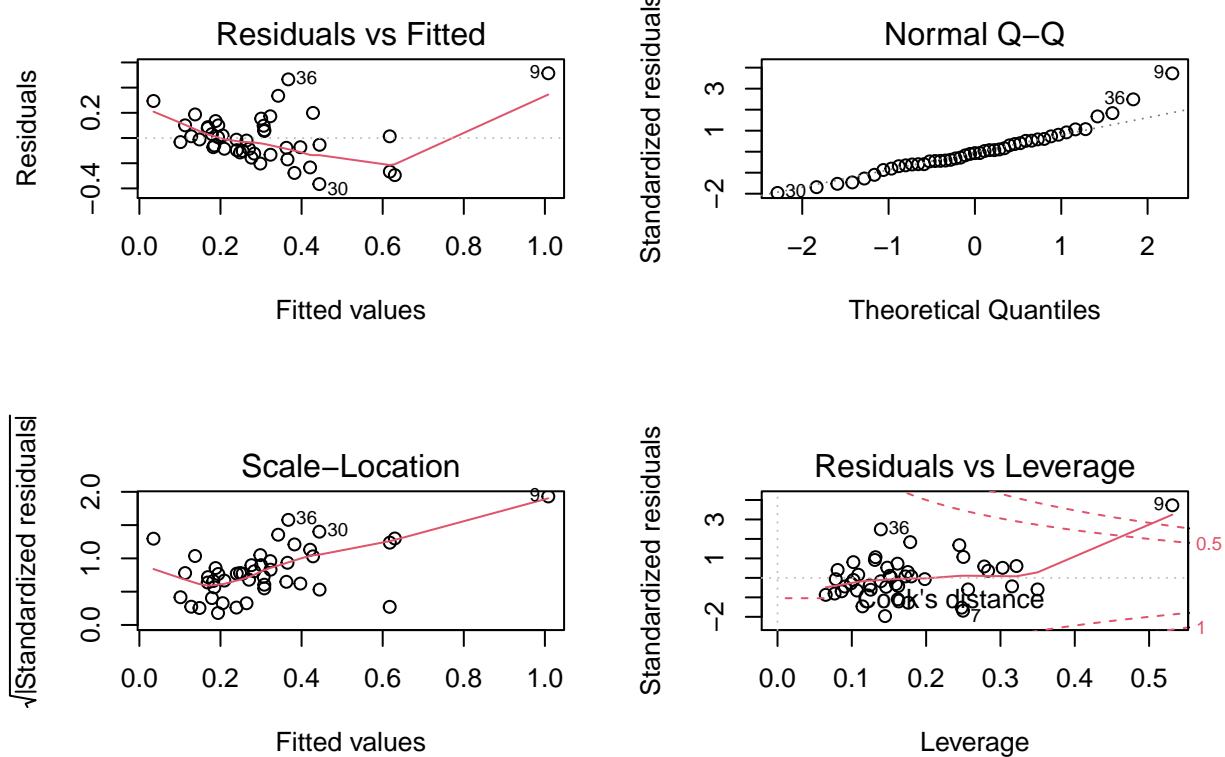 Residuals vs Fitted
Residuals
0.2
−0.4
9
36
30
0.0 0.2 0.4 0.6 0.8 1.0
Fitted values
Normal Q−Q
Standardized residuals
3
1
−2
9
36
30
−2 −1 0 1 2
Theoretical Quantiles
Scale−Location
√|Standardized residuals|
2.0
1.0
0.0
9
36
30
0.0 0.2 0.4 0.6 0.8 1.0
Fitted values
Residuals vs Leverage
Standardized residuals
3
1
−2
9
36
0.5
Cook's distance
7
1
0.0 0.1 0.2 0.3 0.4 0.5
Leverage